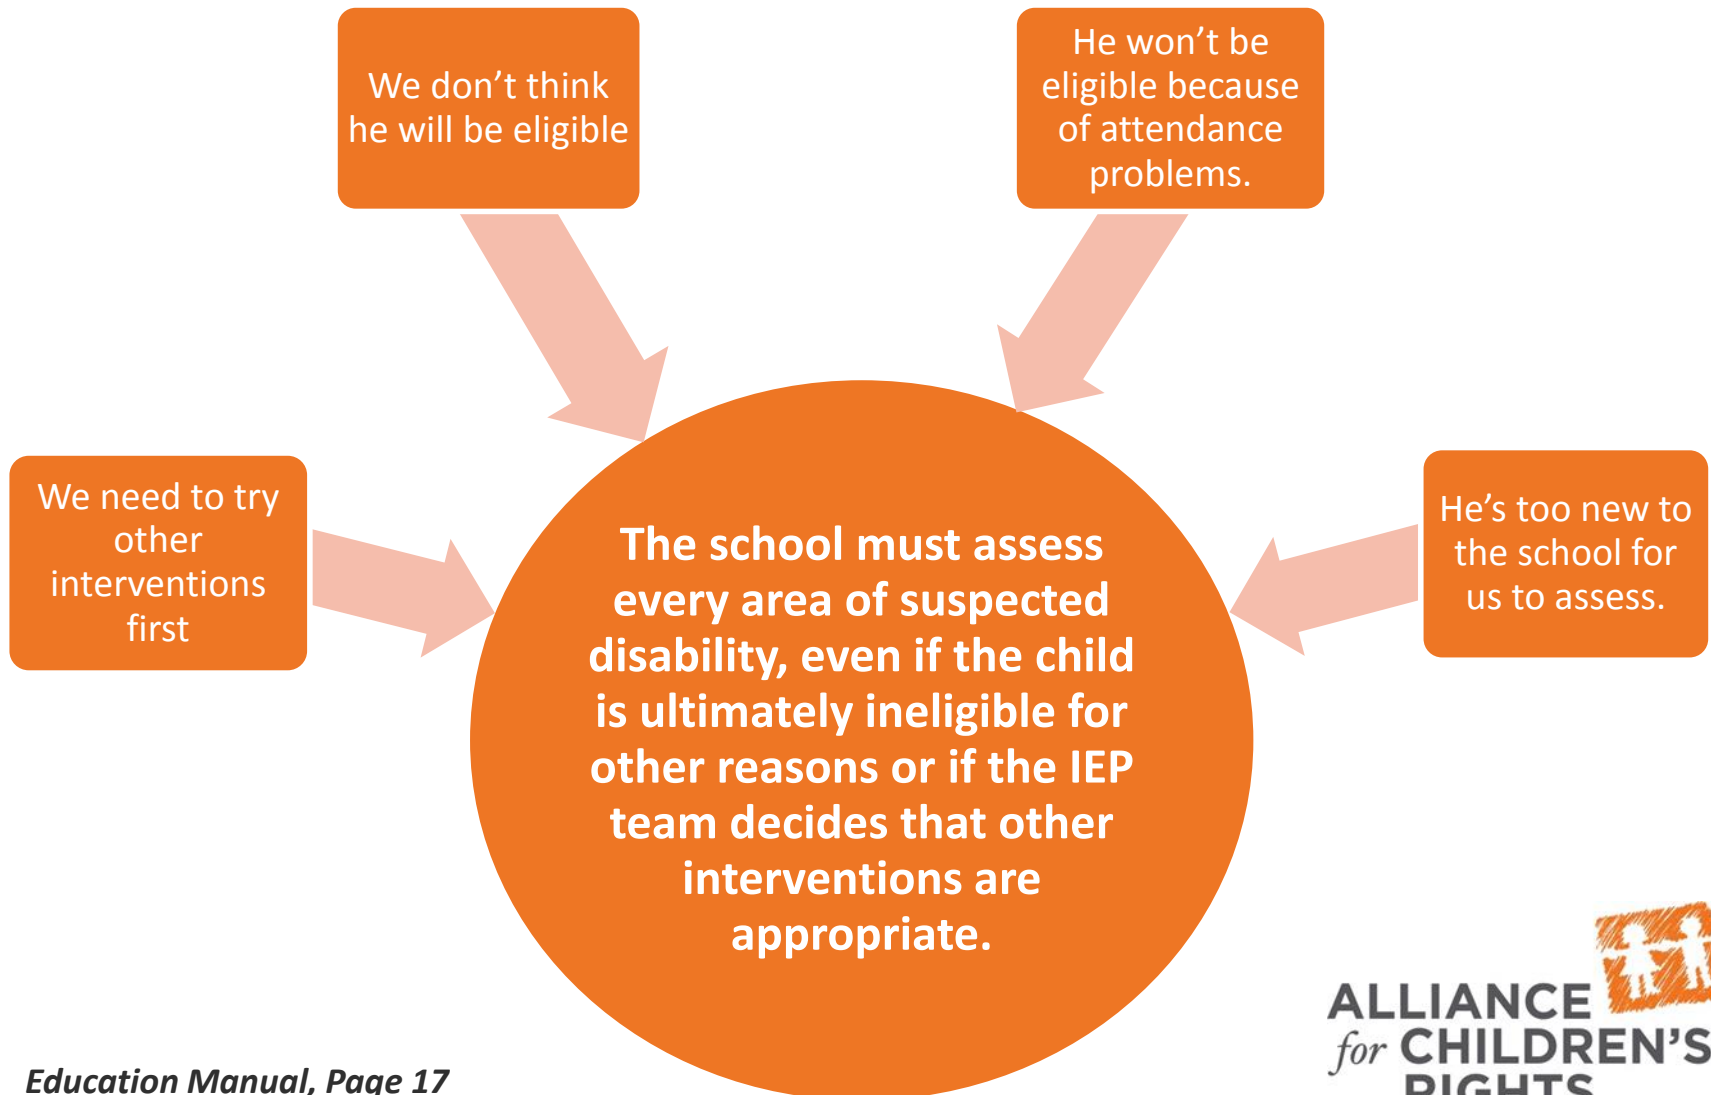 We don’t think
he will be eligible
He won’t be
eligible because
of attendance
problems.
We need to try
other
interventions
first
He’s too new to
the school for
us to assess.
The school must assess
every area of suspected
disability, even if the child
is ultimately ineligible for
other reasons or if the IEP
team decides that other
interventions are
appropriate.
Education Manual, Page 17
ALLIANCE
for CHILDREN’S
RIGHTS